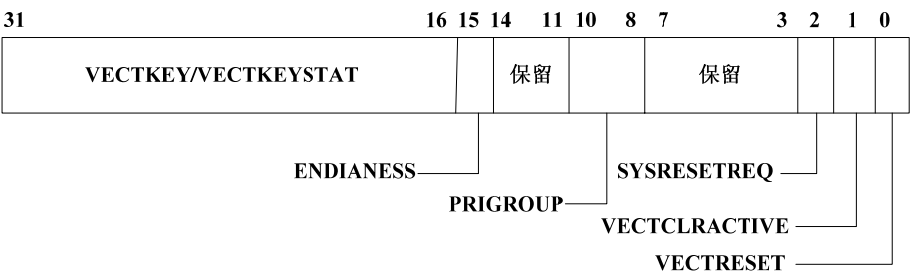 31 16 15 14 11 10 8 7 3 2 1 0
VECTKEY/VECTKEYSTAT 保留 保留
ENDIANESS SYSRESETREQ
PRIGROUP
VECTCLRACTIVE
VECTRESET